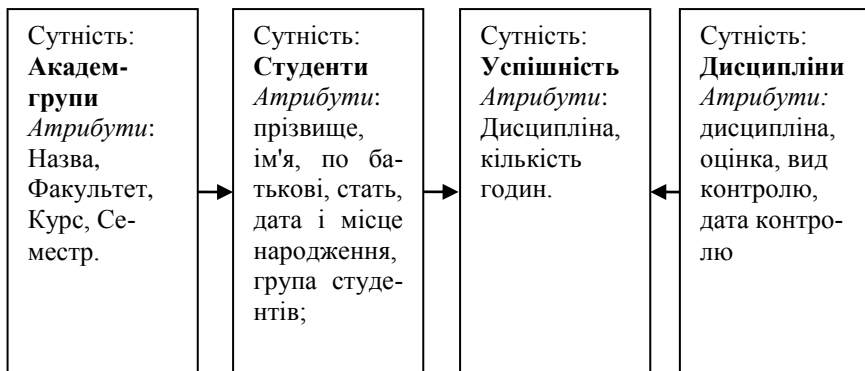 Сутність:
Академ-
групи
Атрибути:
Назва,
Факультет,
Курс, Се-
местр.
Сутність:
Студенти
Атрибути:
прізвище,
ім'я, по ба-
тькові, стать,
дата і місце
народження,
група студе-
нтів;
Сутність:
Успішність
Атрибути:
Дисципліна,
кількість
годин.
Сутність:
Дисципліни
Атрибути:
дисципліна,
оцінка, вид
контролю,
дата контро-
лю